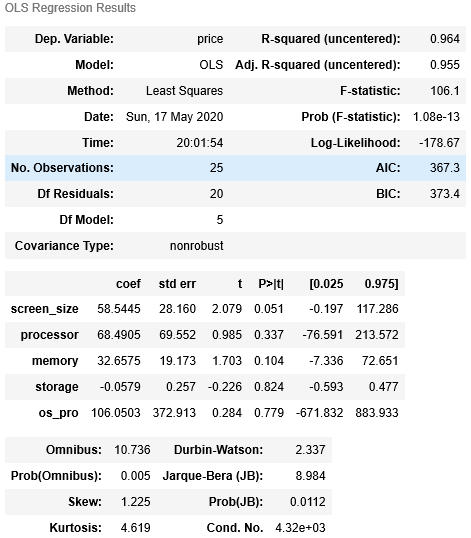 OLS Regression Results
Dep. Variable: price R-squared (uncentered): 0.964
Model: OLS Adj. R-squared (uncentered): 0.955
Method: Least Squares F-statistic: 106.1
Date: Sun, 17 May 2020 Prob (F-statistic): 1.08e-13
Time: 20:01:54 Log-Likelihood: -178.67
No. Observations: 25 AIC: 367.3
Df Residuals: 20 BIC: 373.4
Df Model: 5
Covariance Type: nonrobust
coef std err t P>|t| [0.025 0.975]
screen_size 58.5445 28.160 2.079 0.051 -0.197 117.286
processor 68.4905 69.552 0.985 0.337 -76.591 213.572
memory 32.6575 19.173 1.703 0.104 -7.336 72.651
storage -0.0579 0.257 -0.226 0.824 -0.593 0.477
os_pro 106.0503 372.913 0.284 0.779 -671.832 883.933
Omnibus: 10.736 Durbin-Watson: 2.337
Prob(Omnibus): 0.005 Jarque-Bera (JB): 8.984
Skew: 1.225 Prob(JB): 0.0112
Kurtosis: 4.619 Cond. No. 4.32e+03